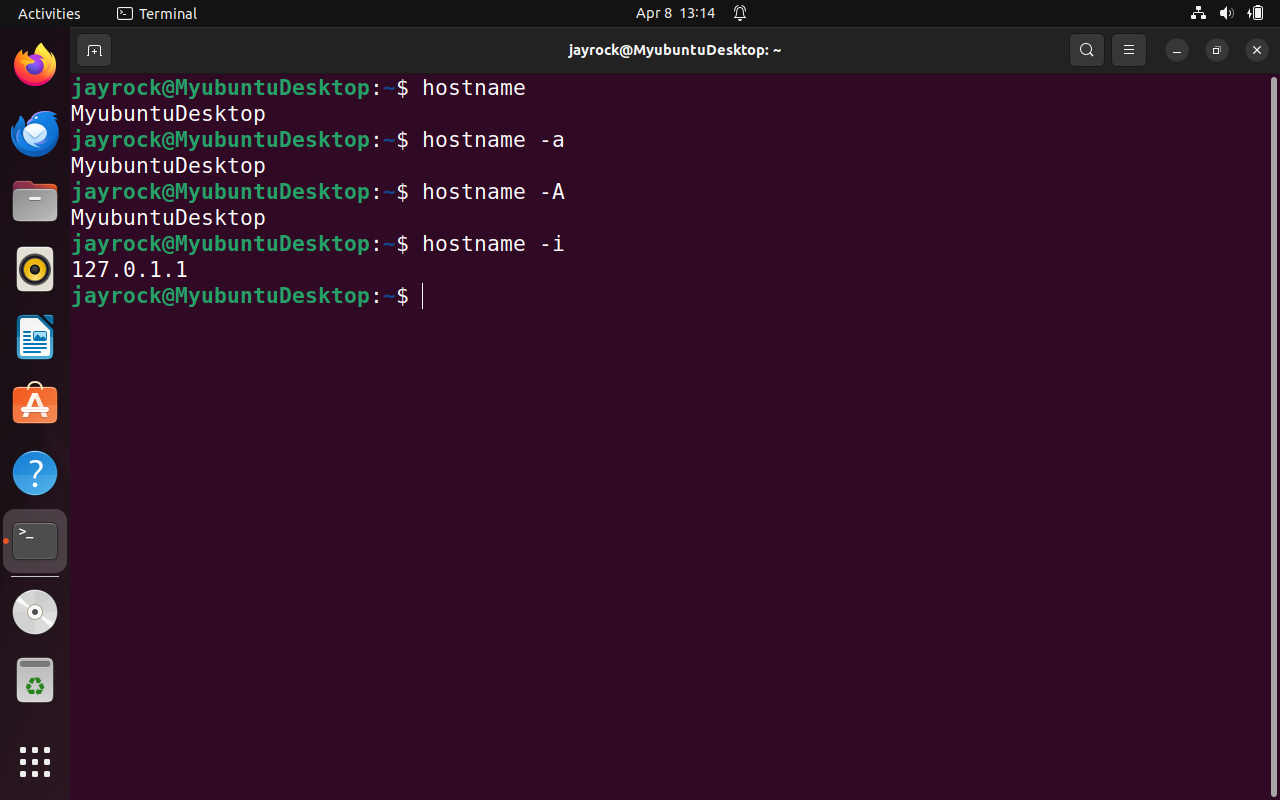 Activities
Terminal
Apr 8 13:14
jayrock@MyubuntuDesktop: ~
jayrock@MyubuntuDesktop:~$ hostname
MyubuntuDesktop
jayrock@MyubuntuDesktop:~$ hostname -a
MyubuntuDesktop
jayrock@MyubuntuDesktop:~$ hostname -A
MyubuntuDesktop
jayrock@MyubuntuDesktop:~$ hostname -i
127.0.1.1
jayrock@MyubuntuDesktop:~$